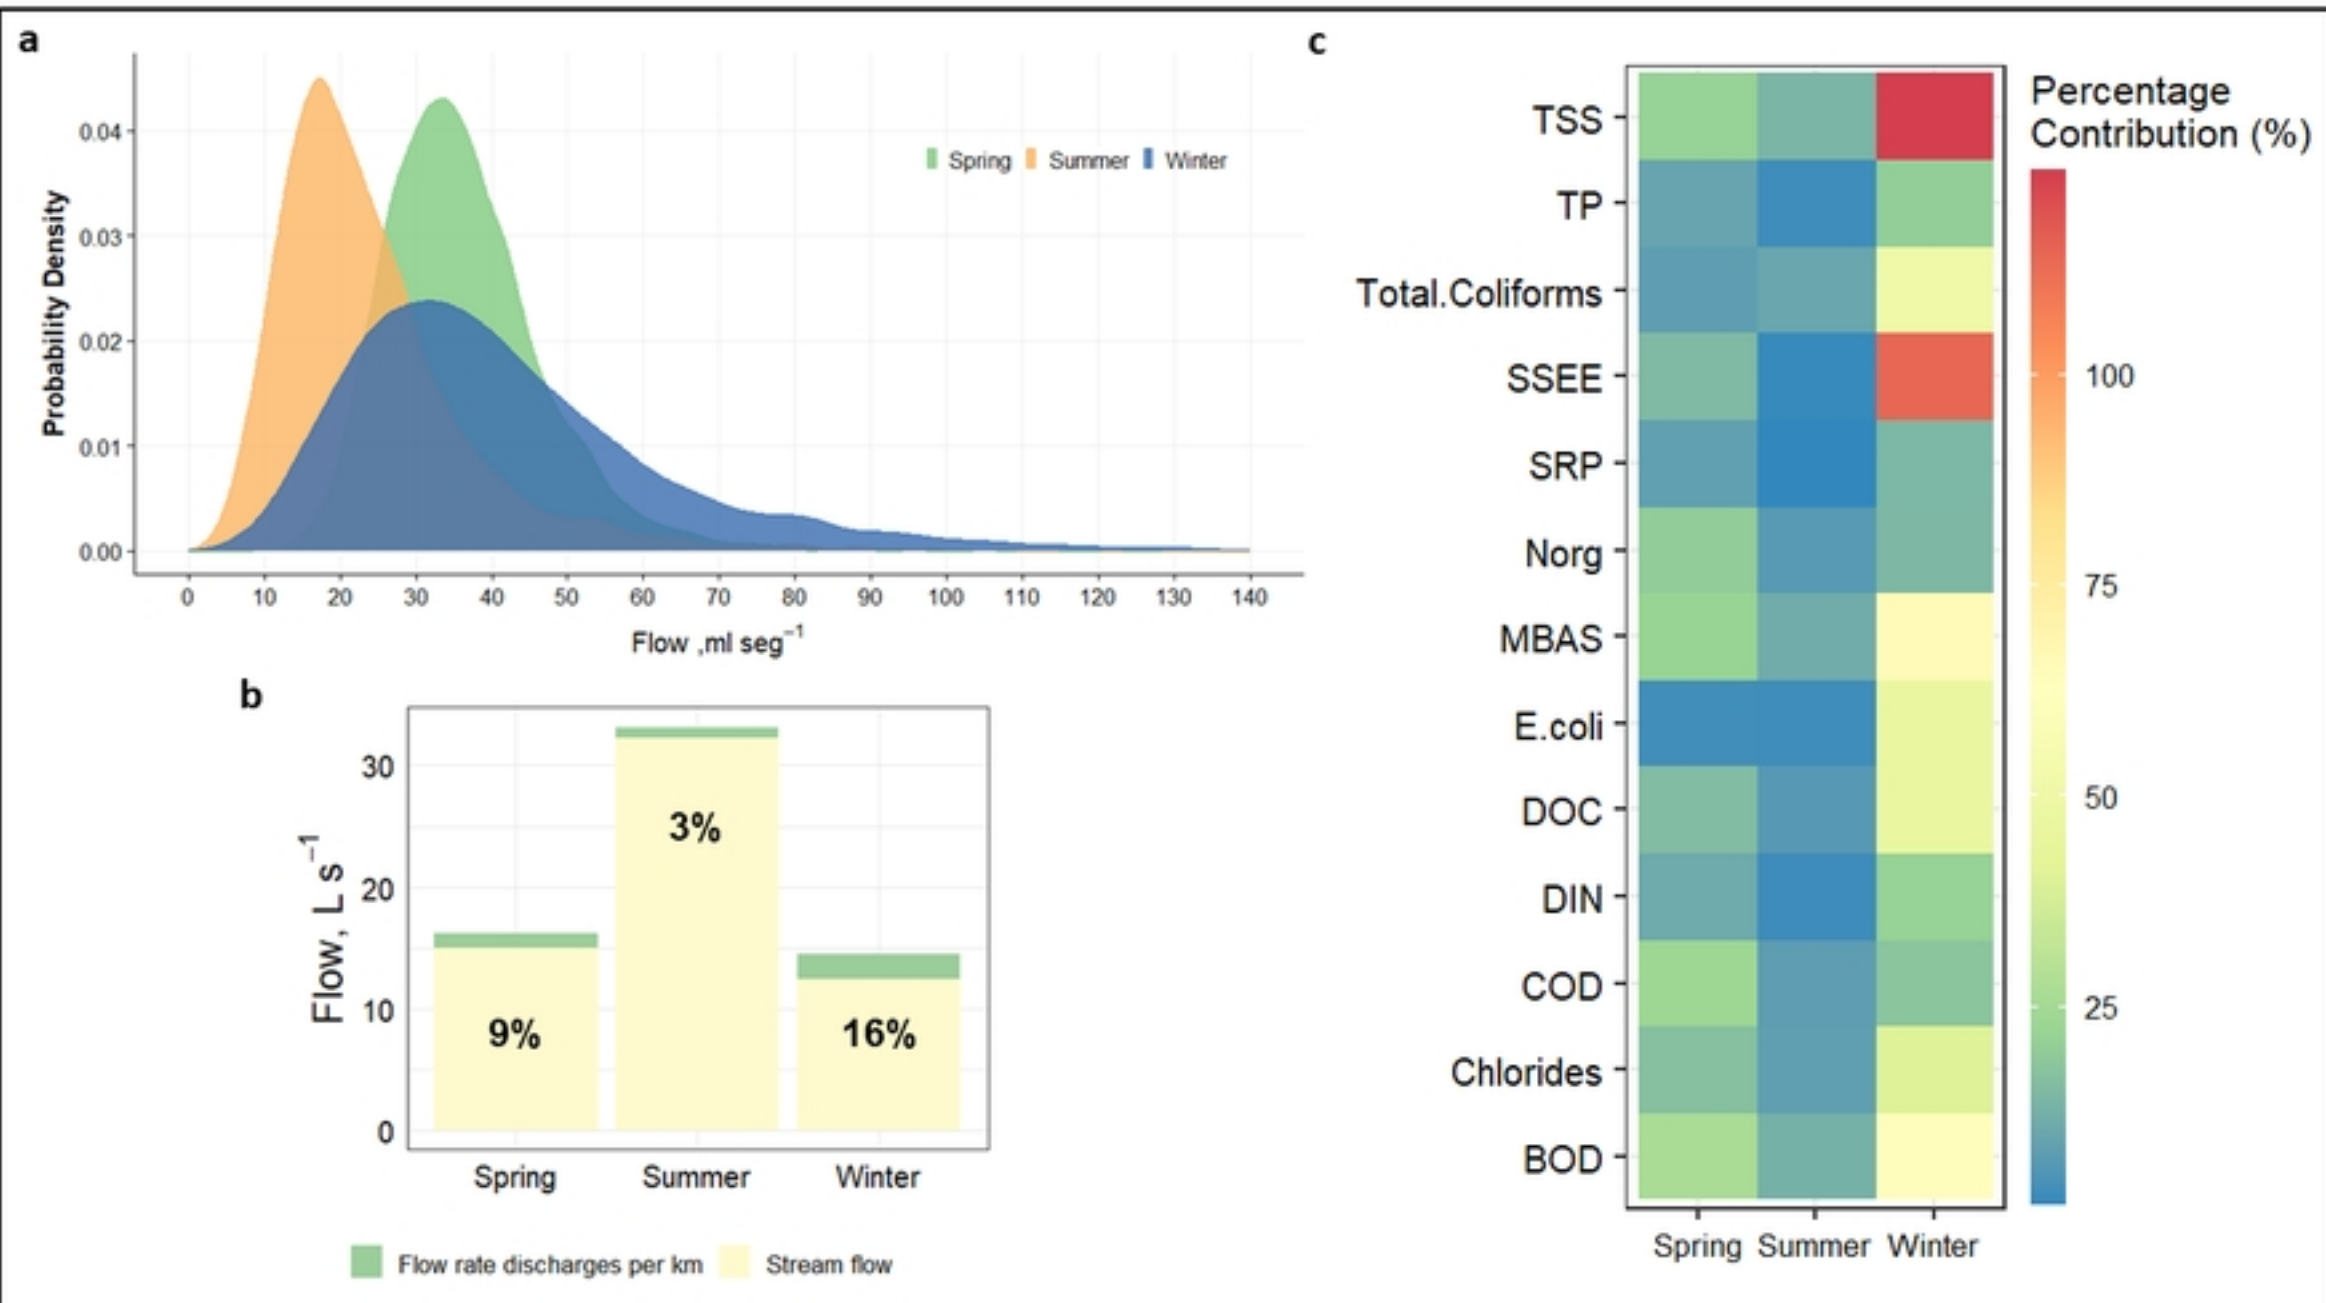 a
0.04
0.03
0.02
0.01
0.00
Probability Density
Spring Summer Winter
0 10 20 30 40 50 60 70 80 90 100 110 120 130 140
Flow ,ml seg⁻¹
b
30
20
10
0
Flow, L s⁻¹
9%
3%
16%
Spring Summer Winter
Flow rate discharges per km Stream flow
c
TSS
TP
Total.Coliforms
SSEE
SRP
Norg
MBAS
E.coli
DOC
DIN
COD
Chlorides
BOD
Spring Summer Winter
Percentage
Contribution (%)
100
75
50
25